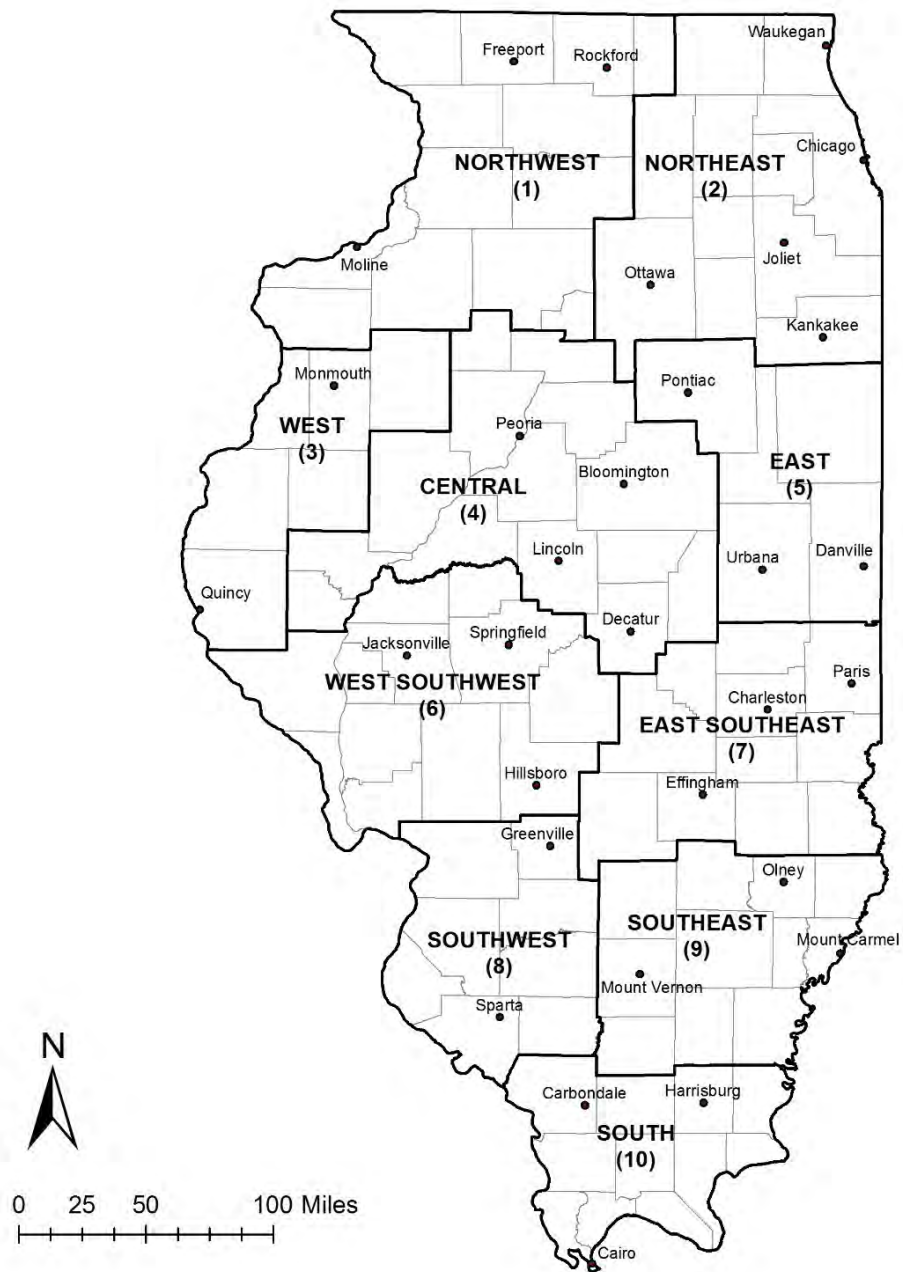 Waukegan
Freeport
Rockford
Chicago
NORTHWEST
(1)
NORTHEAST
(2)
Moline
Joliet
Ottawa
Kankakee
Monmouth
Pontiac
WEST
(3)
Peoria
EAST
(5)
Bloomington
CENTRAL
(4)
Lincoln
Urbana
Danville
Quincy
Decatur
Jacksonville
Springfield
WEST SOUTHWEST
(6)
Paris
Charleston
EAST SOUTHEAST
(7)
Hillsboro
Effingham
Greenville
Olney
SOUTHEAST
(9)
Mount Carmel
SOUTHWEST
(8)
Mount Vernon
Sparta
N
Carbondale
Harrisburg
SOUTH
(10)
0 25 50 100 Miles
Cairo